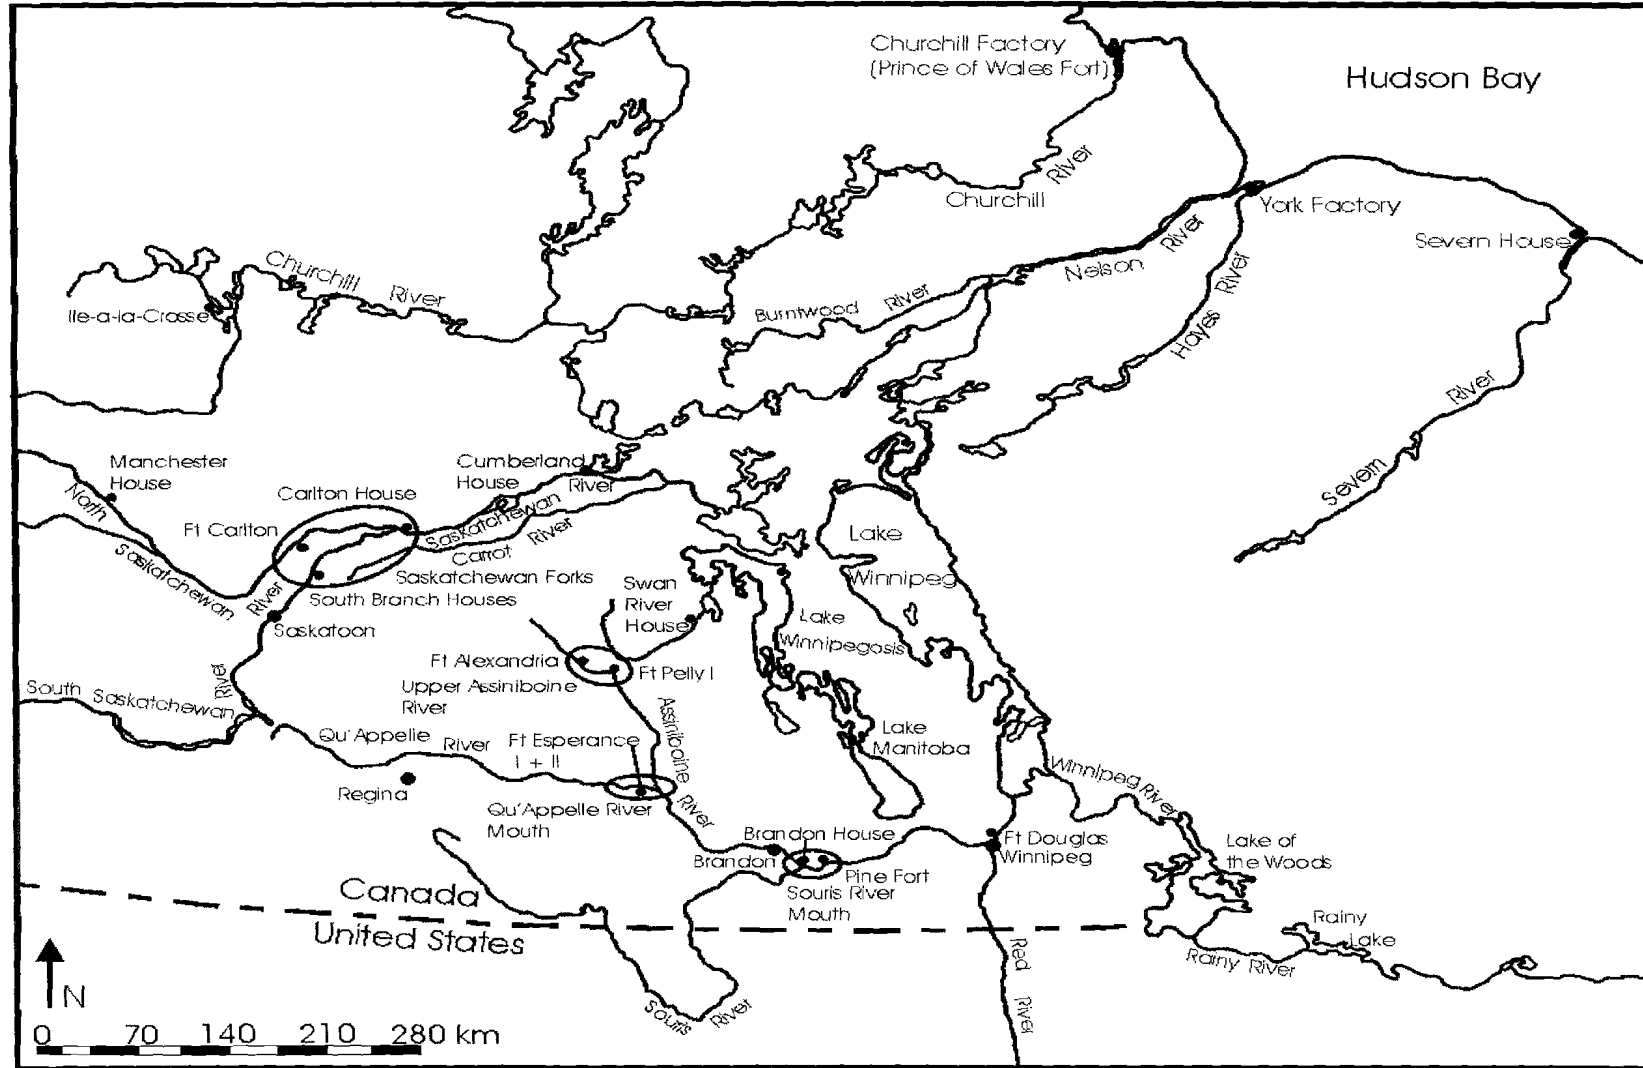 Churchill Factory
(Prince of Wales Fort)
Hudson Bay
Churchill River
York Factory
Severn House
Nelson River
Hayes River
Burntwood River
Churchill River
Ile-a-la-Crosse
Severn River
Manchester
House
Cumberland
House
Carlton House
Ft Carlton
North
Saskatchewan
River
Saskatchewan River
Carrot River
Saskatchewan Forks
South Branch Houses
Saskatoon
Lake
Winnipeg
Swan
River
House
Lake
Winnipegosis
Ft Alexandria
Ft Pelly I
Upper Assiniboine
River
South Saskatchewan
River
Assiniboine
River
Qu'Appelle River
Ft Esperance
I + II
Lake
Manitoba
Regina
Qu'Appelle River
Mouth
Winnipeg River
Brandon House
Brandon
Ft Douglas
Winnipeg
Lake of
the Woods
Pine Fort
Souris River
Mouth
Canada
United States
Rainy
Lake
Rainy River
Red River
Souris River
N
0 70 140 210 280 km